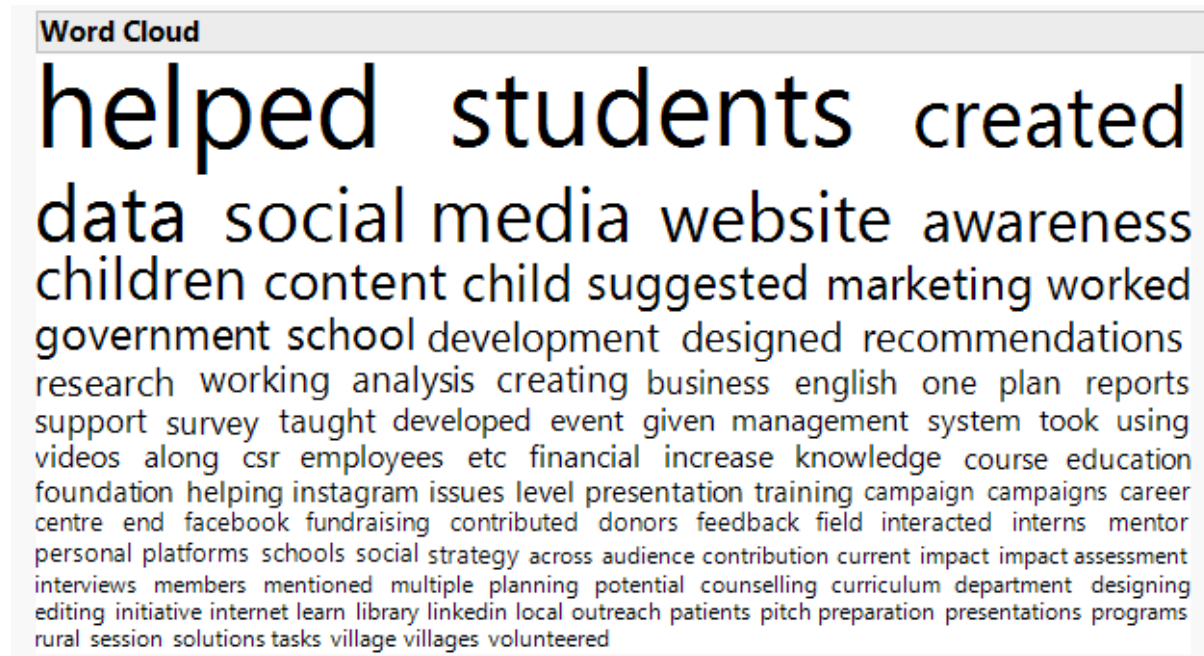 Word Cloud
helped students created
data social media website awareness
children content child suggested marketing worked
government school development designed recommendations
research working analysis creating business english one plan reports
support survey taught developed event given management system took using
videos along csr employees etc financial increase knowledge course education
foundation helping instagram issues level presentation training campaign campaigns career
centre end facebook fundraising contributed donors feedback field interacted interns mentor
personal platforms schools social strategy across audience contribution current impact impact assessment
interviews members mentioned multiple planning potential counselling curriculum department designing
editing initiative internet learn library linkedin local outreach patients pitch preparation presentations programs
rural session solutions tasks village villages volunteered